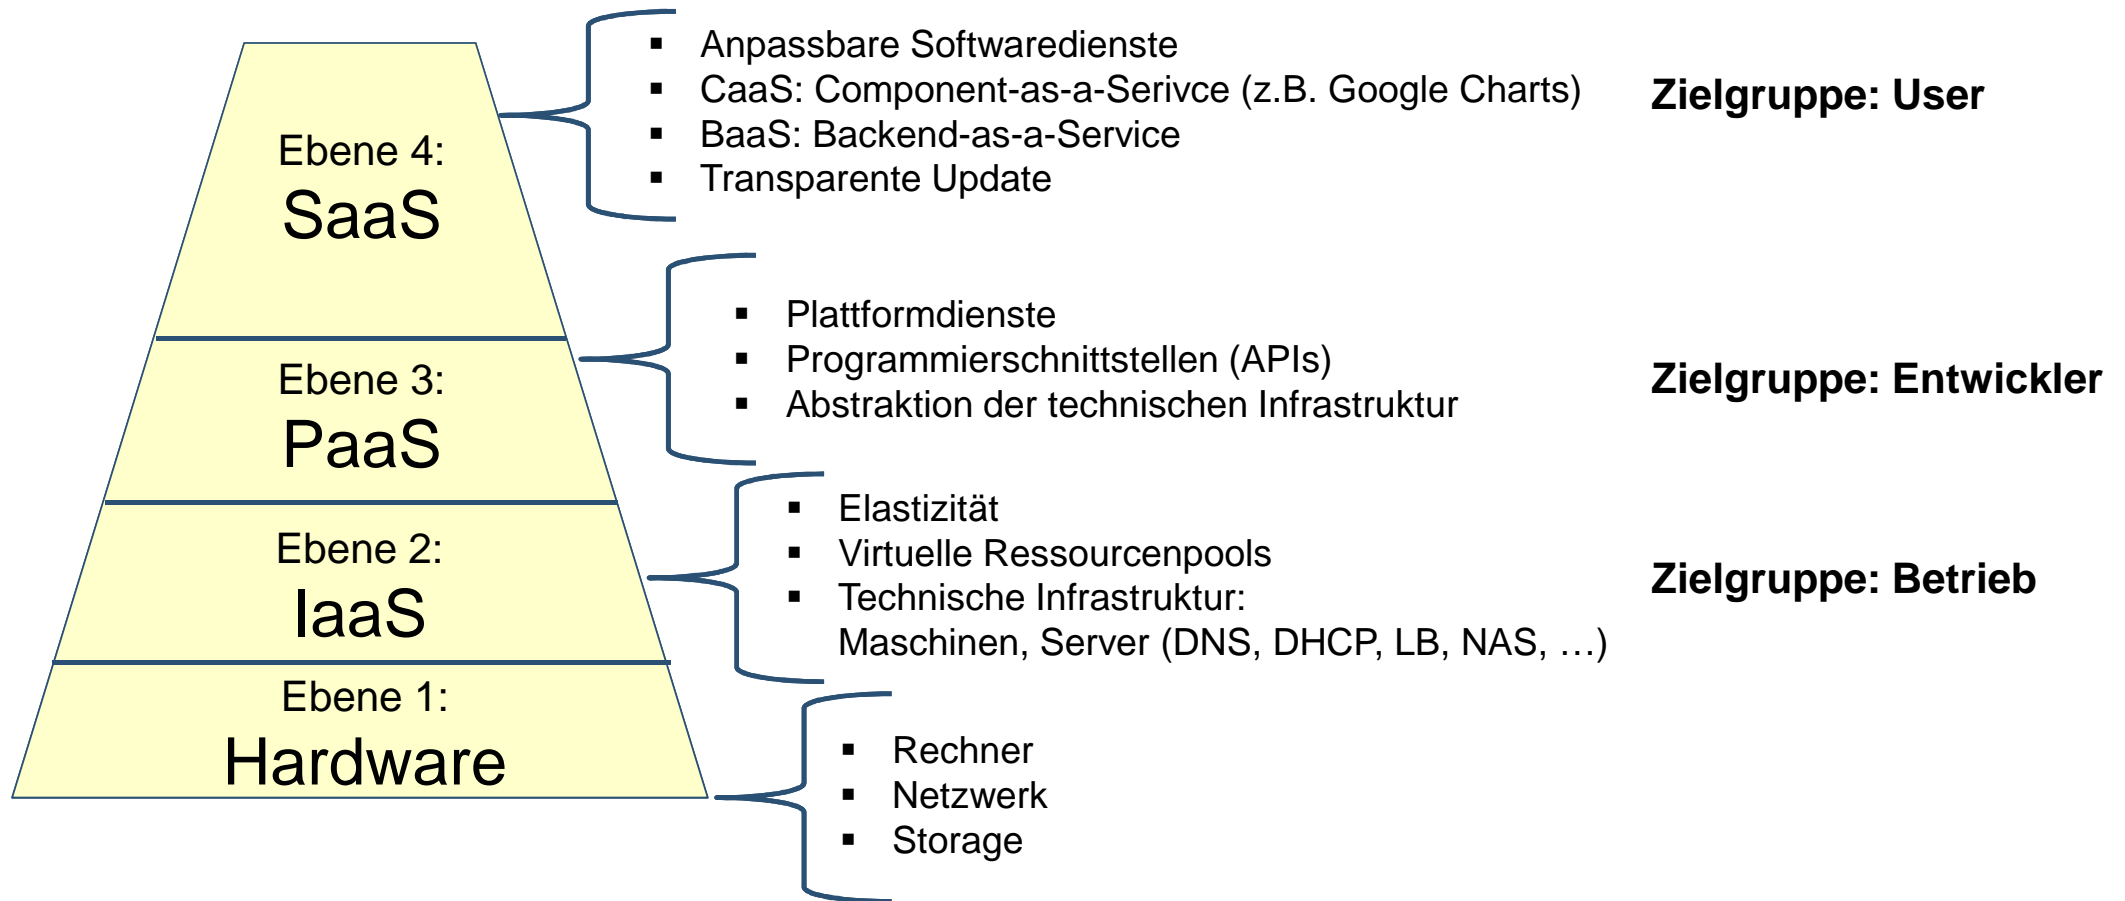 Ebene 4:
SaaS
▪ Anpassbare Softwaredienste
▪ CaaS: Component-as-a-Serivce (z.B. Google Charts)
▪ BaaS: Backend-as-a-Service
▪ Transparente Update
Zielgruppe: User
Ebene 3:
PaaS
▪ Plattformdienste
▪ Programmierschnittstellen (APIs)
▪ Abstraktion der technischen Infrastruktur
Zielgruppe: Entwickler
Ebene 2:
IaaS
▪ Elastizität
▪ Virtuelle Ressourcenpools
▪ Technische Infrastruktur:
Maschinen, Server (DNS, DHCP, LB, NAS, …)
Zielgruppe: Betrieb
Ebene 1:
Hardware
▪ Rechner
▪ Netzwerk
▪ Storage